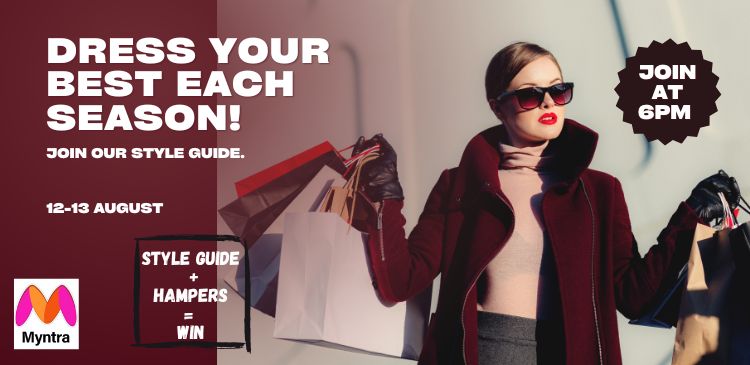 DRESS YOUR
BEST EACH
SEASON!
JOIN OUR STYLE GUIDE.
12-13 AUGUST
STYLE GUIDE
+
HAMPERS
=
WIN
Myntra
JOIN
AT
6PM